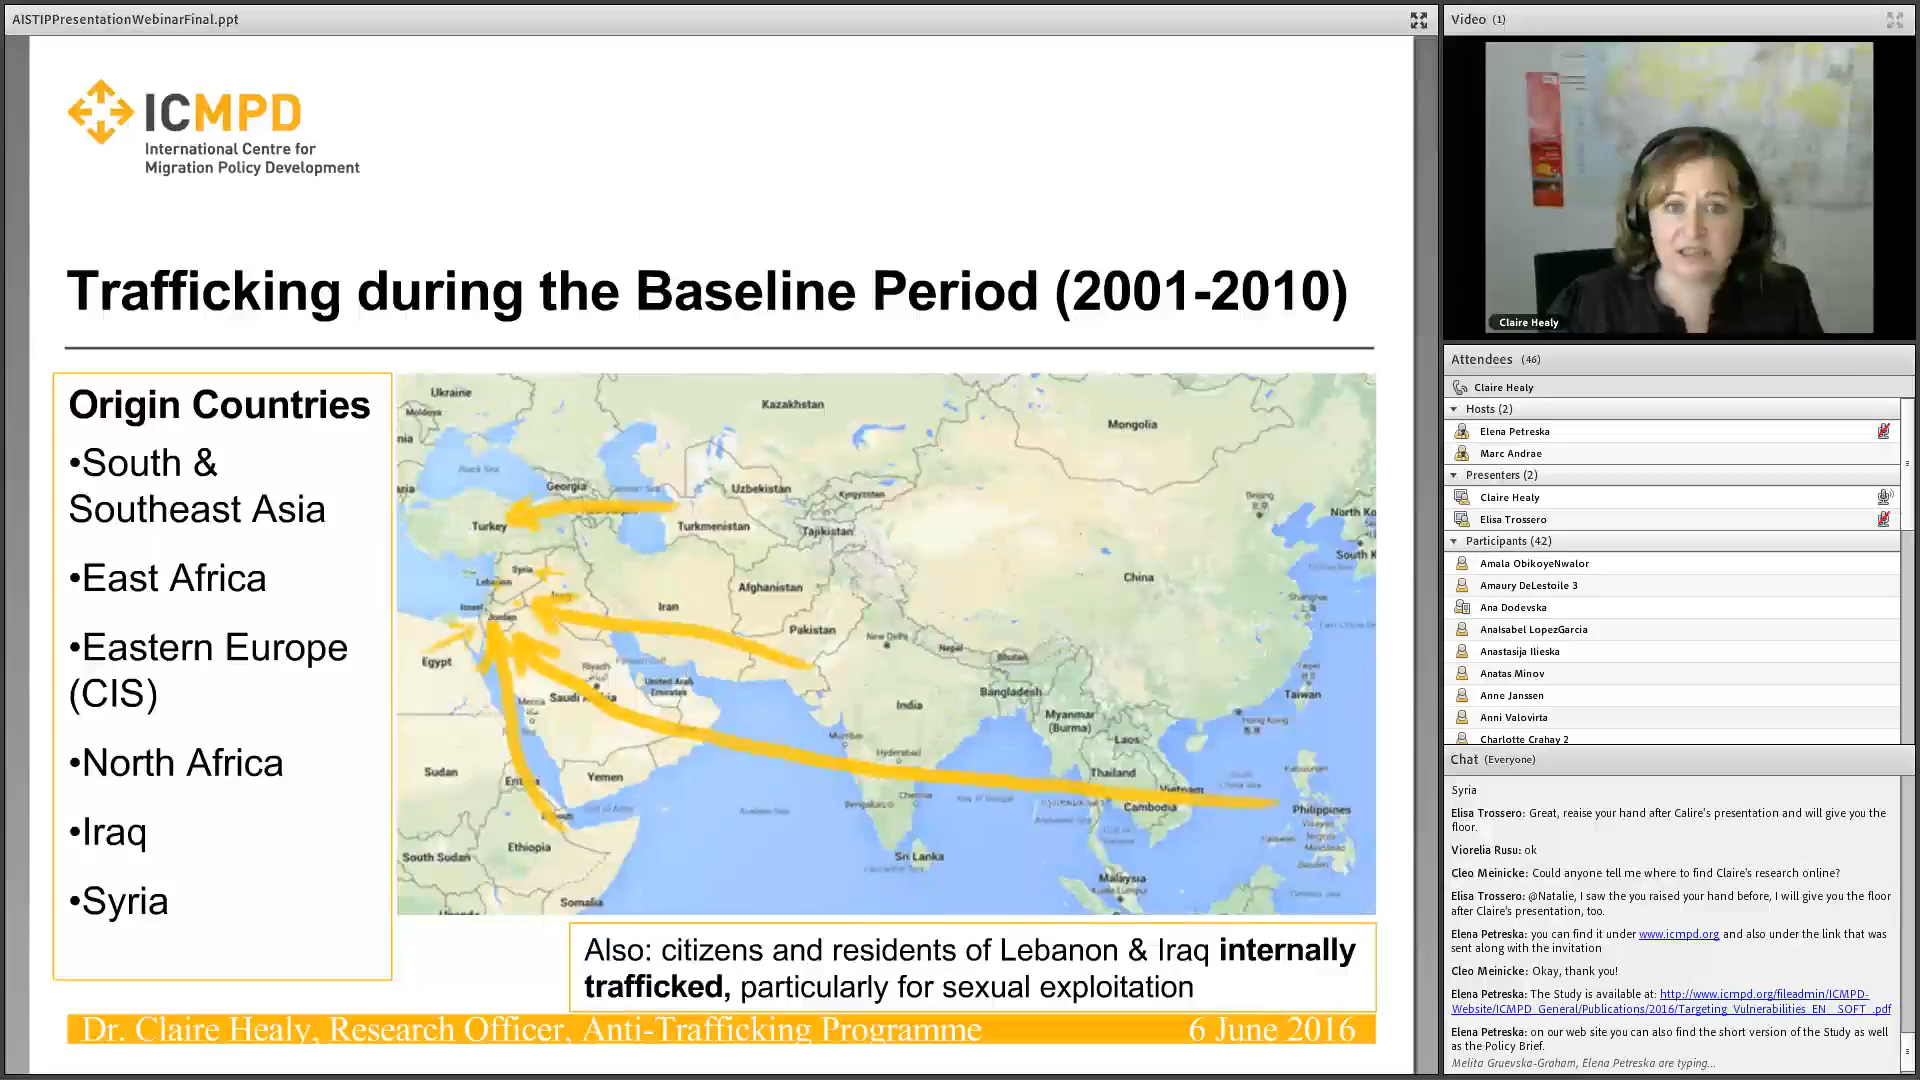 AISTIPPresentationWebinarFinal.ppt
ICMPD
International Centre for
Migration Policy Development
Trafficking during the Baseline Period (2001-2010)
Origin Countries
•South &
Southeast Asia
•East Africa
•Eastern Europe
(CIS)
•North Africa
•Iraq
•Syria
Ukraine
Moldova
Kazakhstan
Mongolia
Black Sea
Georgia
Uzbekistan
Kyrgyzstan
Beijing
Turkey
Turkmenistan
Tajikistan
North Ko
South K
Syria
Lebanon
China
Israel
Iran
Afghanistan
Shanghai
Jordan
Pakistan
New Delhi
Nepal
Bhutan
Egypt
Riyadh
United Arab
Emirates
Mecca
Bangladesh
Taipei
Taiwan
India
Myanmar
(Burma)
Hong Kong
Mumbai
Laos
Hyderabad
Sudan
Yemen
Thailand
Vietnam
Chennai
Cambodia
Philippines
Ethiopia
South Sudan
Sri Lanka
Malaysia
Kuala Lumpur
Somalia
Also: citizens and residents of Lebanon & Iraq internally
trafficked, particularly for sexual exploitation
Dr. Claire Healy, Research Officer, Anti-Trafficking Programme
6 June 2016
Video (1)
Claire Healy
Attendees (46)
Claire Healy
Hosts (2)
Elena Petreska
Marc Andrae
Presenters (2)
Claire Healy
Elisa Trossero
Participants (42)
Amala ObikoyeNwalor
Amaury DeLestoile 3
Ana Dodevska
AnaIsabel LopezGarcia
Anastasija Ilieska
Anatas Minov
Anne Janssen
Anni Valovirta
Charlotte Crahay 2
Chat (Everyone)
Syria
Elisa Trossero: Great, reaise your hand after Calire's presentation and will give you the
floor.
Viorelia Rusu: ok
Cleo Meinicke: Could anyone tell me where to find Claire's research online?
Elisa Trossero: @Natalie, I saw the you raised your hand before, I will give you the floor
after Claire's presentation, too.
Elena Petreska: you can find it under www.icmpd.org and also under the link that was
sent along with the invitation
Cleo Meinicke: Okay, thank you!
Elena Petreska: The Study is available at: http://www.icmpd.org/fileadmin/ICMPD-
Website/ICMPD_General/Publications/2016/Targeting_Vulnerabilities_EN__SOFT_.pdf
Elena Petreska: on our web site you can also find the short version of the Study as well
as the Policy Brief.
Melita Gruevska-Graham, Elena Petreska are typing...